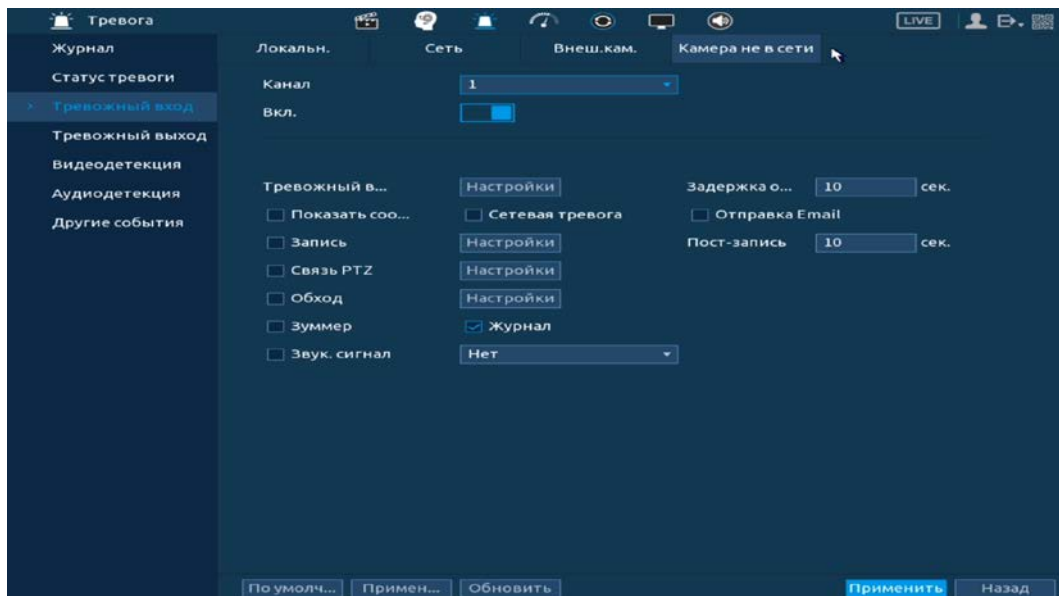 Тревога LIVE
Журнал
Статус тревоги
Тревожный вход
Тревожный выход
Видеодетекция
Аудиодетекция
Другие события
Локальн. Сеть Внеш.кам. Камера не в сети
Канал 1
Вкл.
Тревожный в... Настройки Задержка о... 10 сек.
Показать соо... Сетевая тревога Отправка Email
Запись Настройки Пост-запись 10 сек.
Связь PTZ Настройки
Обход Настройки
Зуммер Журнал
Звук. сигнал Нет
По умолч... Примен... Обновить Применить Назад